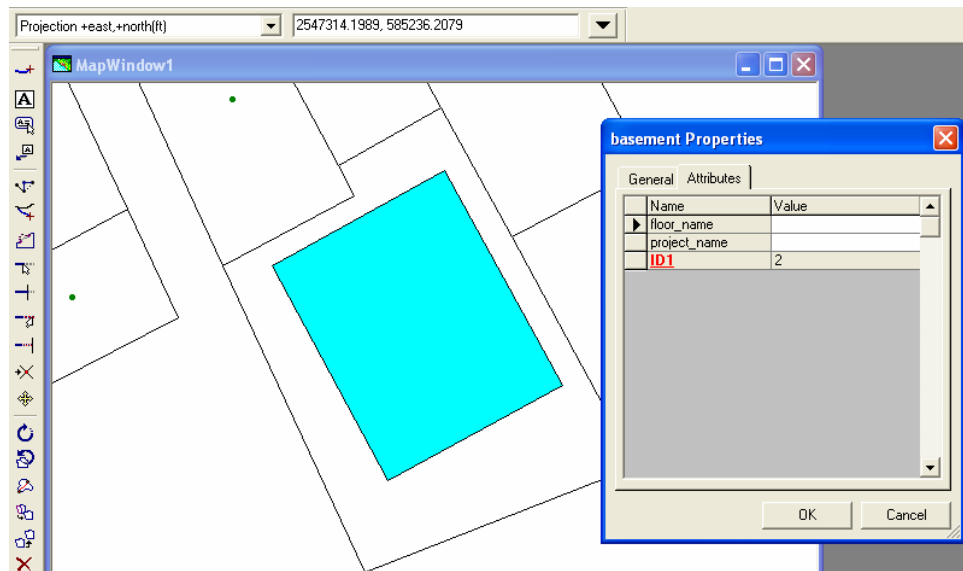 Projection +east,+north(ft) 2547314.1989, 585236.2079
MapWindow1
basement Properties
General Attributes
Name Value
floor_name
project_name
ID1 2
OK Cancel